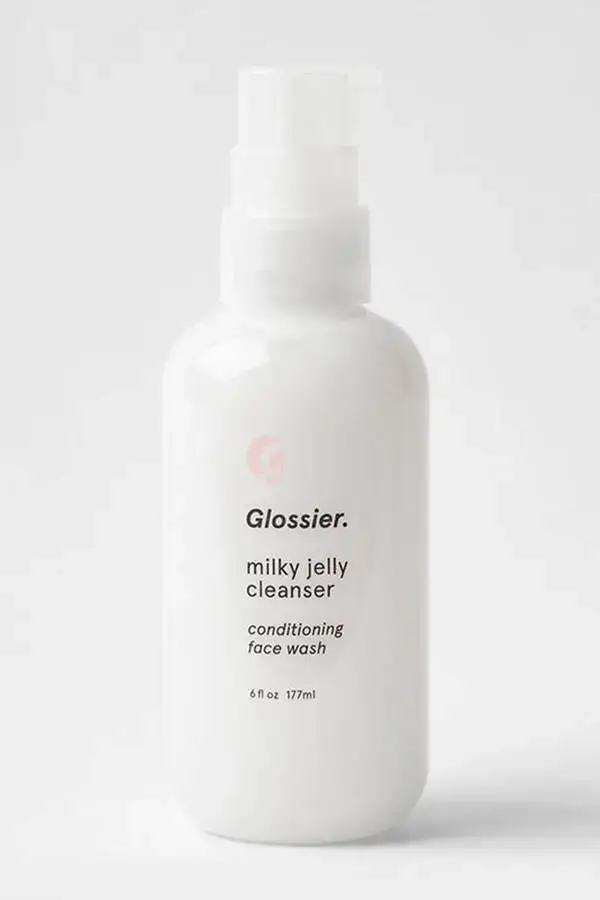 G
Glossier.
milky jelly
cleanser
conditioning
face wash
6 fl oz 177ml